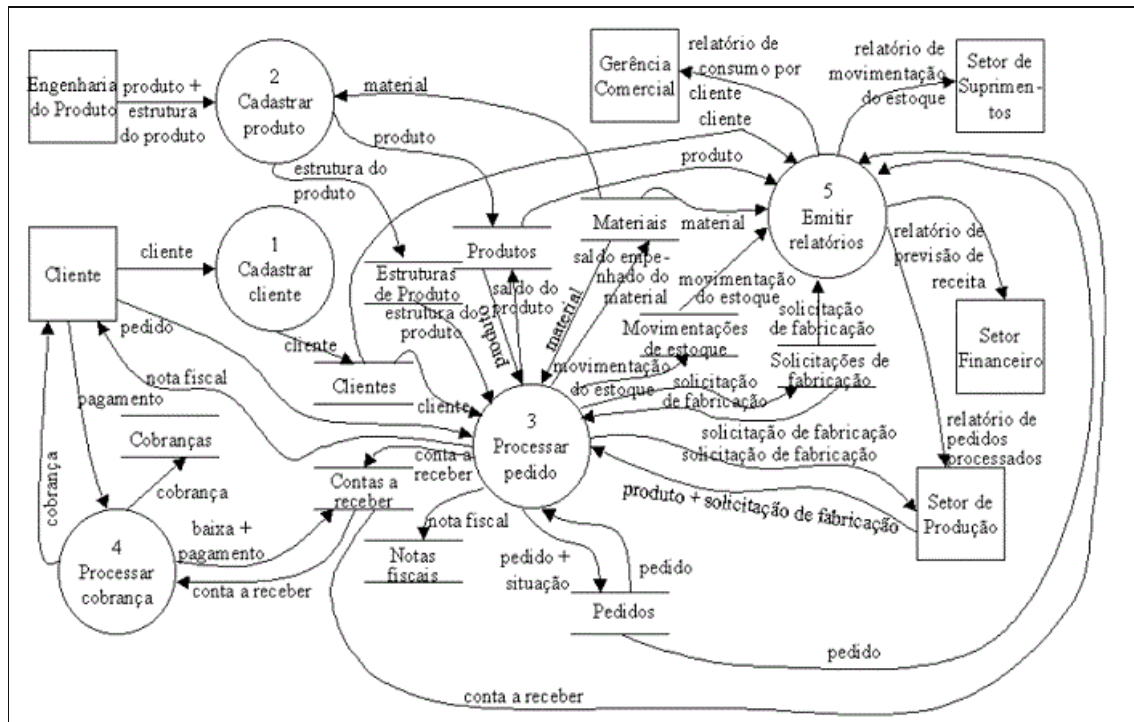 Engenharia
do Produto
produto +
estrutura
do produto
2
Cadastrar
produto
material
produto
estrutura do
produto
Gerência
Comercial
relatório de
consumo por
cliente
cliente
relatório de
movimentação
do estoque
Setor de
Suprimen-
tos
produto
5
Emitir
relatórios
Cliente
cliente
1
Cadastrar
cliente
Produtos
Materiais
material
relatório de
previsão de
receita
Estruturas
de Produto
estrutura do
produto
saldo do
produto
produto
material
saldo empe-
nhado do
material
movimentação
do estoque
Movimentações
de estoque
solicitação
de fabricação
Solicitações de
fabricação
Setor
Financeiro
pedido
cliente
Clientes
cliente
nota fiscal
pagamento
Cobranças
cobrança
cobrança
3
Processar
pedido
movimentação
do estoque
solicitação
de fabricação
solicitação de fabricação
solicitação de fabricação
produto + solicitação de fabricação
relatório de
pedidos
processados
Setor de
Produção
conta a
receber
Contas a
receber
4
Processar
cobrança
baixa +
pagamento
conta a receber
nota fiscal
Notas
fiscais
pedido +
situação
pedido
Pedidos
pedido
conta a receber